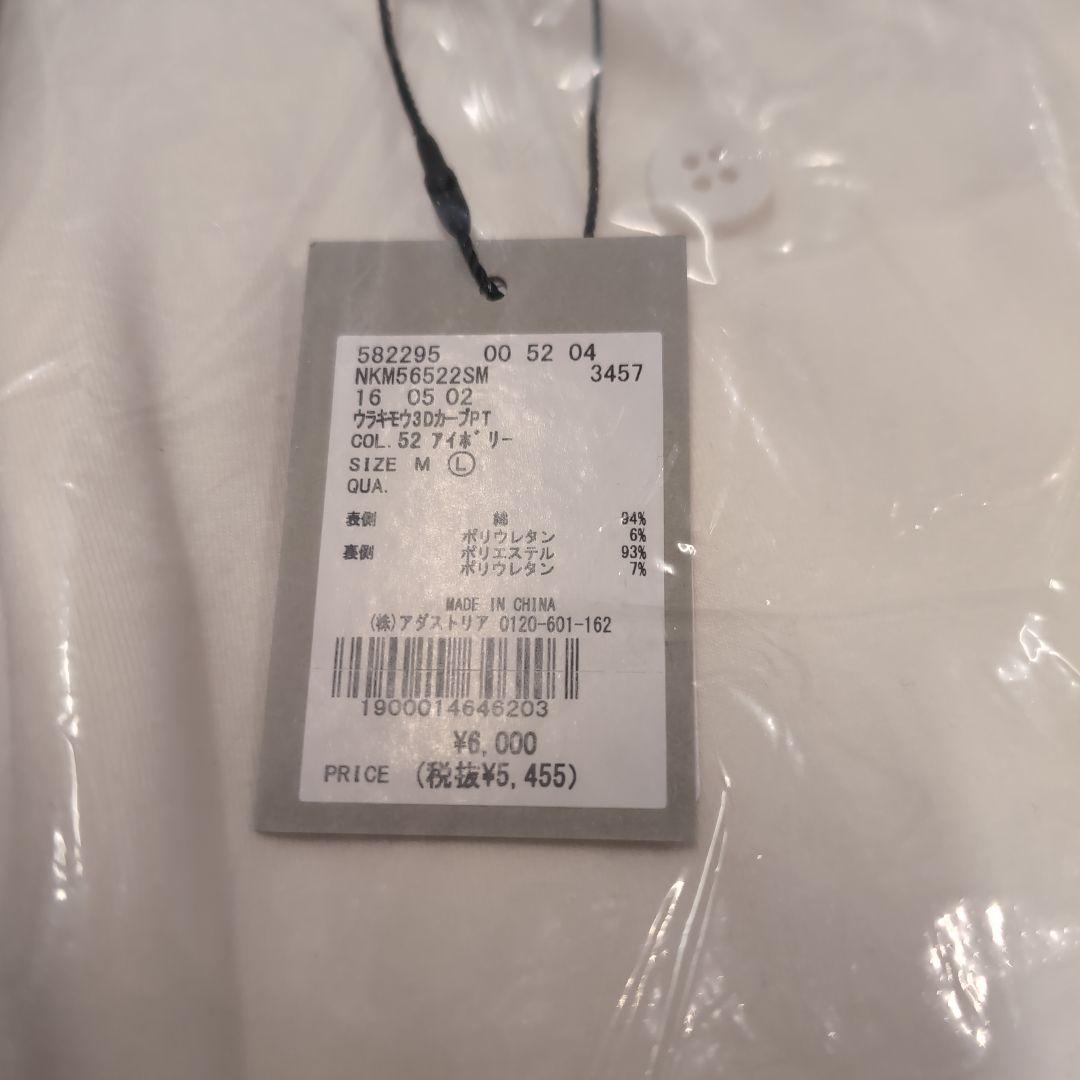 582295 00 52 04
NKM56522SM 3457
16 05 02
ウラキモウ3DカーブPT
COL.52 アイボリー
SIZE M Ⓛ
QUA.
表側 綿 94%
ポリウレタン 6%
裏側 ポリエステル 93%
ポリウレタン 7%
MADE IN CHINA
(株)アダストリア 0120-601-162
1900014646203
¥6,000
PRICE (税抜¥5,455)